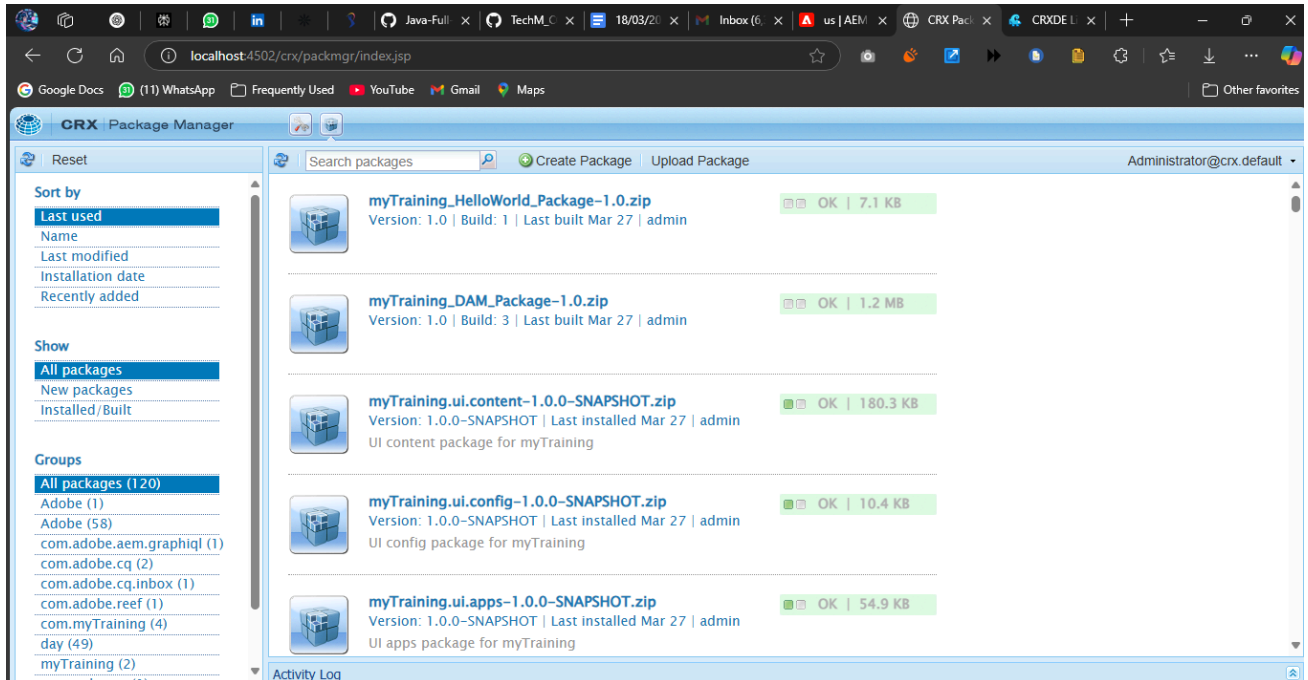 Java-Full-
TechM_C
18/03/20
Inbox (6,
us | AEM
CRX Pack
CRXDE Li
localhost:4502/crx/packmgr/index.jsp
Google Docs
(11) WhatsApp
Frequently Used
YouTube
Gmail
Maps
Other favorites
CRX Package Manager
Reset
Search packages
Create Package
Upload Package
Administrator@crx.default
Sort by
Last used
Name
Last modified
Installation date
Recently added
Show
All packages
New packages
Installed/Built
Groups
All packages (120)
Adobe (1)
Adobe (58)
com.adobe.aem.graphiql (1)
com.adobe.cq (2)
com.adobe.cq.inbox (1)
com.adobe.reef (1)
com.myTraining (4)
day (49)
myTraining (2)
myTraining_HelloWorld_Package-1.0.zip
Version: 1.0 | Build: 1 | Last built Mar 27 | admin
OK | 7.1 KB
myTraining_DAM_Package-1.0.zip
Version: 1.0 | Build: 3 | Last built Mar 27 | admin
OK | 1.2 MB
myTraining.ui.content-1.0.0-SNAPSHOT.zip
Version: 1.0.0-SNAPSHOT | Last installed Mar 27 | admin
UI content package for myTraining
OK | 180.3 KB
myTraining.ui.config-1.0.0-SNAPSHOT.zip
Version: 1.0.0-SNAPSHOT | Last installed Mar 27 | admin
UI config package for myTraining
OK | 10.4 KB
myTraining.ui.apps-1.0.0-SNAPSHOT.zip
Version: 1.0.0-SNAPSHOT | Last installed Mar 27 | admin
UI apps package for myTraining
OK | 54.9 KB
Activity Log